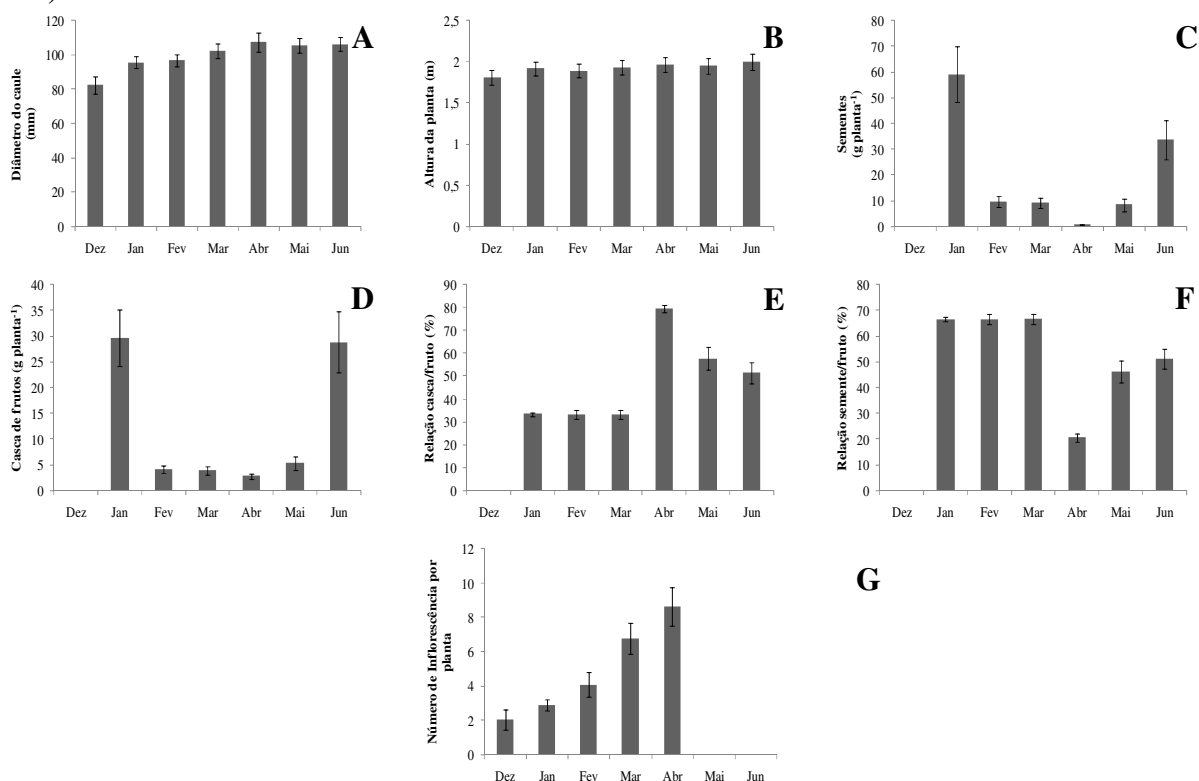 A
Diâmetro do caule
(mm)
120
100
80
60
40
20
0
Dez Jan Fev Mar Abr Mai Jun
B
Altura da planta (m)
2,5
2
1,5
1
0,5
0
Dez Jan Fev Mar Abr Mai Jun
C
Sementes
(g planta⁻¹)
80
70
60
50
40
30
20
10
0
Dez Jan Fev Mar Abr Mai Jun
D
Casca de frutos (g planta⁻¹)
40
35
30
25
20
15
10
5
0
Dez Jan Fev Mar Abr Mai Jun
E
Relação casca/fruto (%)
90
80
70
60
50
40
30
20
10
0
Dez Jan Fev Mar Abr Mai Jun
F
Relação semente/fruto (%)
80
70
60
50
40
30
20
10
0
Dez Jan Fev Mar Abr Mai Jun
G
Número de Inflorescência por
planta
12
10
8
6
4
2
0
Dez Jan Fev Mar Abr Mai Jun